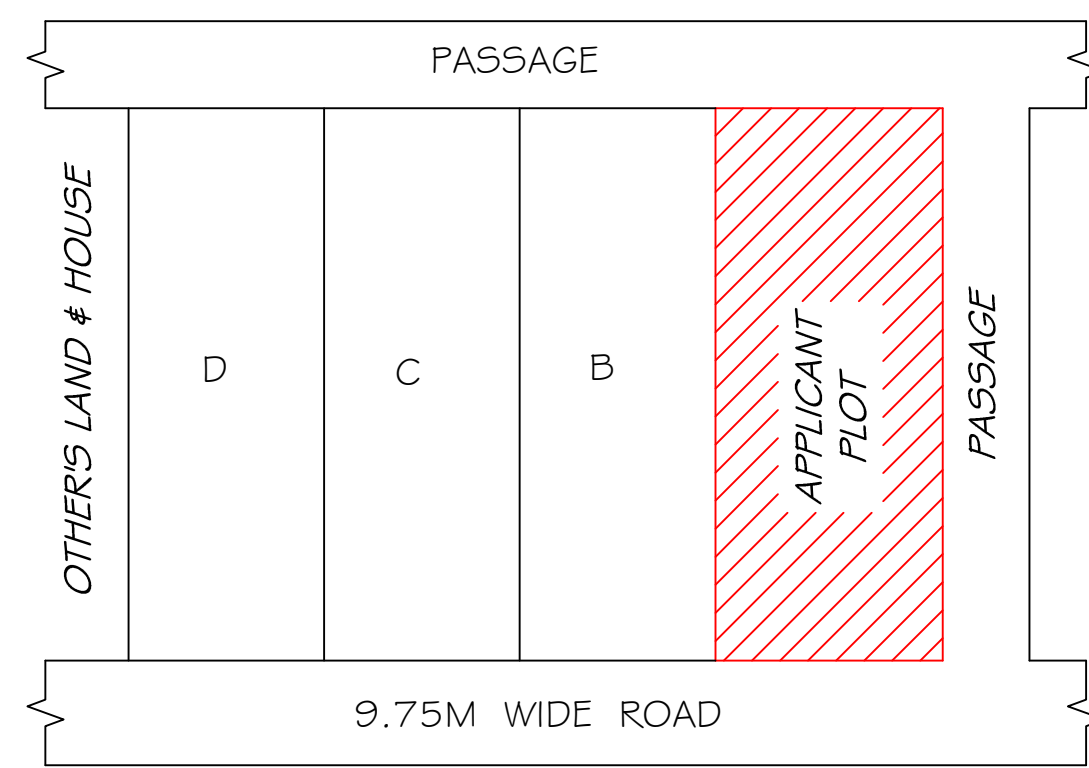 PASSAGE
OTHER'S LAND & HOUSE
D
C
B
APPLICANT
PLOT
PASSAGE
9.75M WIDE ROAD